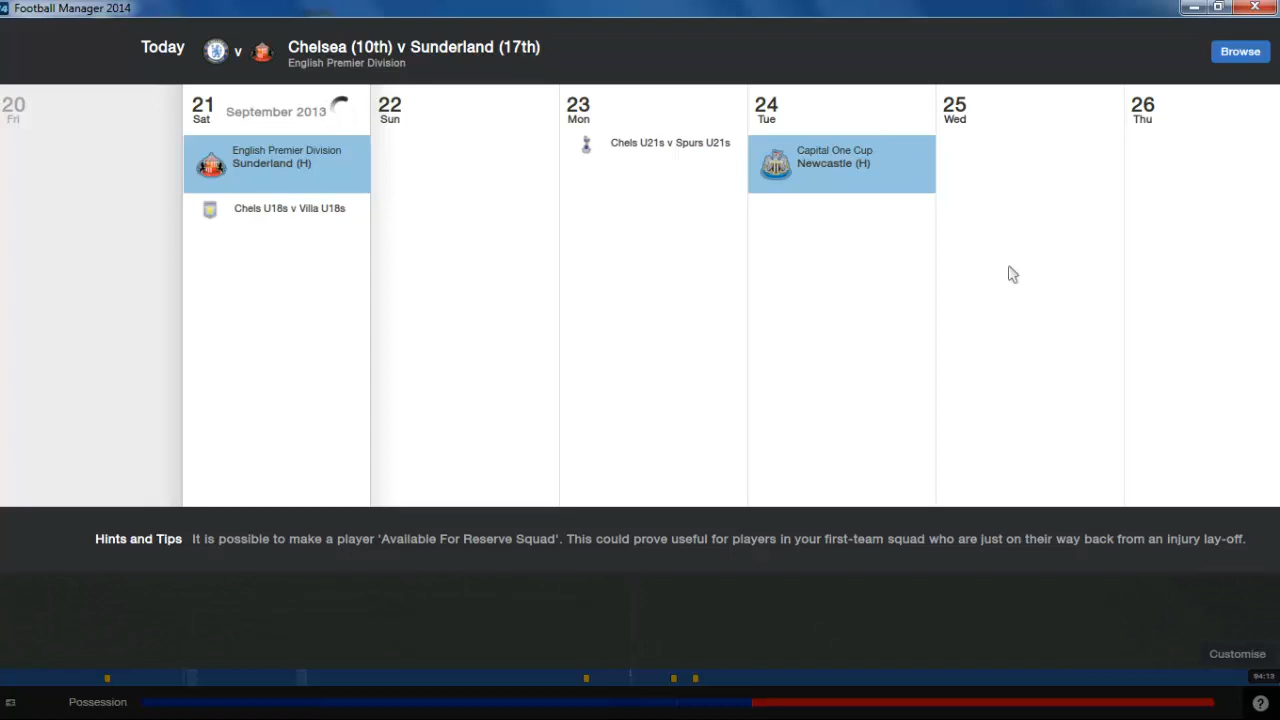 Football Manager 2014
Today
v
Chelsea (10th) v Sunderland (17th)
English Premier Division
Browse
20
Fri
21
Sat
September 2013
22
Sun
23
Mon
24
Tue
25
Wed
26
Thu
English Premier Division
Sunderland (H)
Chels U18s v Villa U18s
Chels U21s v Spurs U21s
Capital One Cup
Newcastle (H)
Hints and Tips It is possible to make a player 'Available For Reserve Squad'. This could prove useful for players in your first-team squad who are just on their way back from an injury lay-off.
Customise
94:13
Possession
?